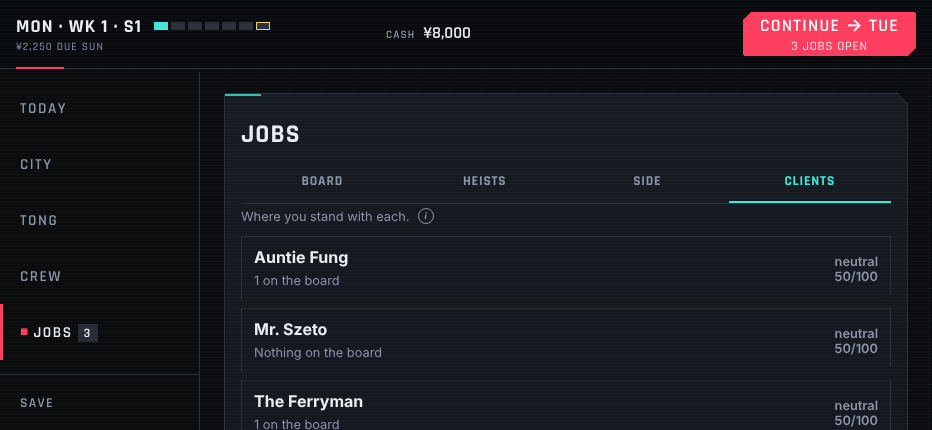 MON · WK 1 · S1
¥2,250 DUE SUN
CASH ¥8,000
CONTINUE → TUE
3 JOBS OPEN
TODAY
CITY
TONG
CREW
JOBS 3
SAVE
JOBS
BOARD HEISTS SIDE CLIENTS
Where you stand with each. i
Auntie Fung
1 on the board
neutral
50/100
Mr. Szeto
Nothing on the board
neutral
50/100
The Ferryman
1 on the board
neutral
50/100